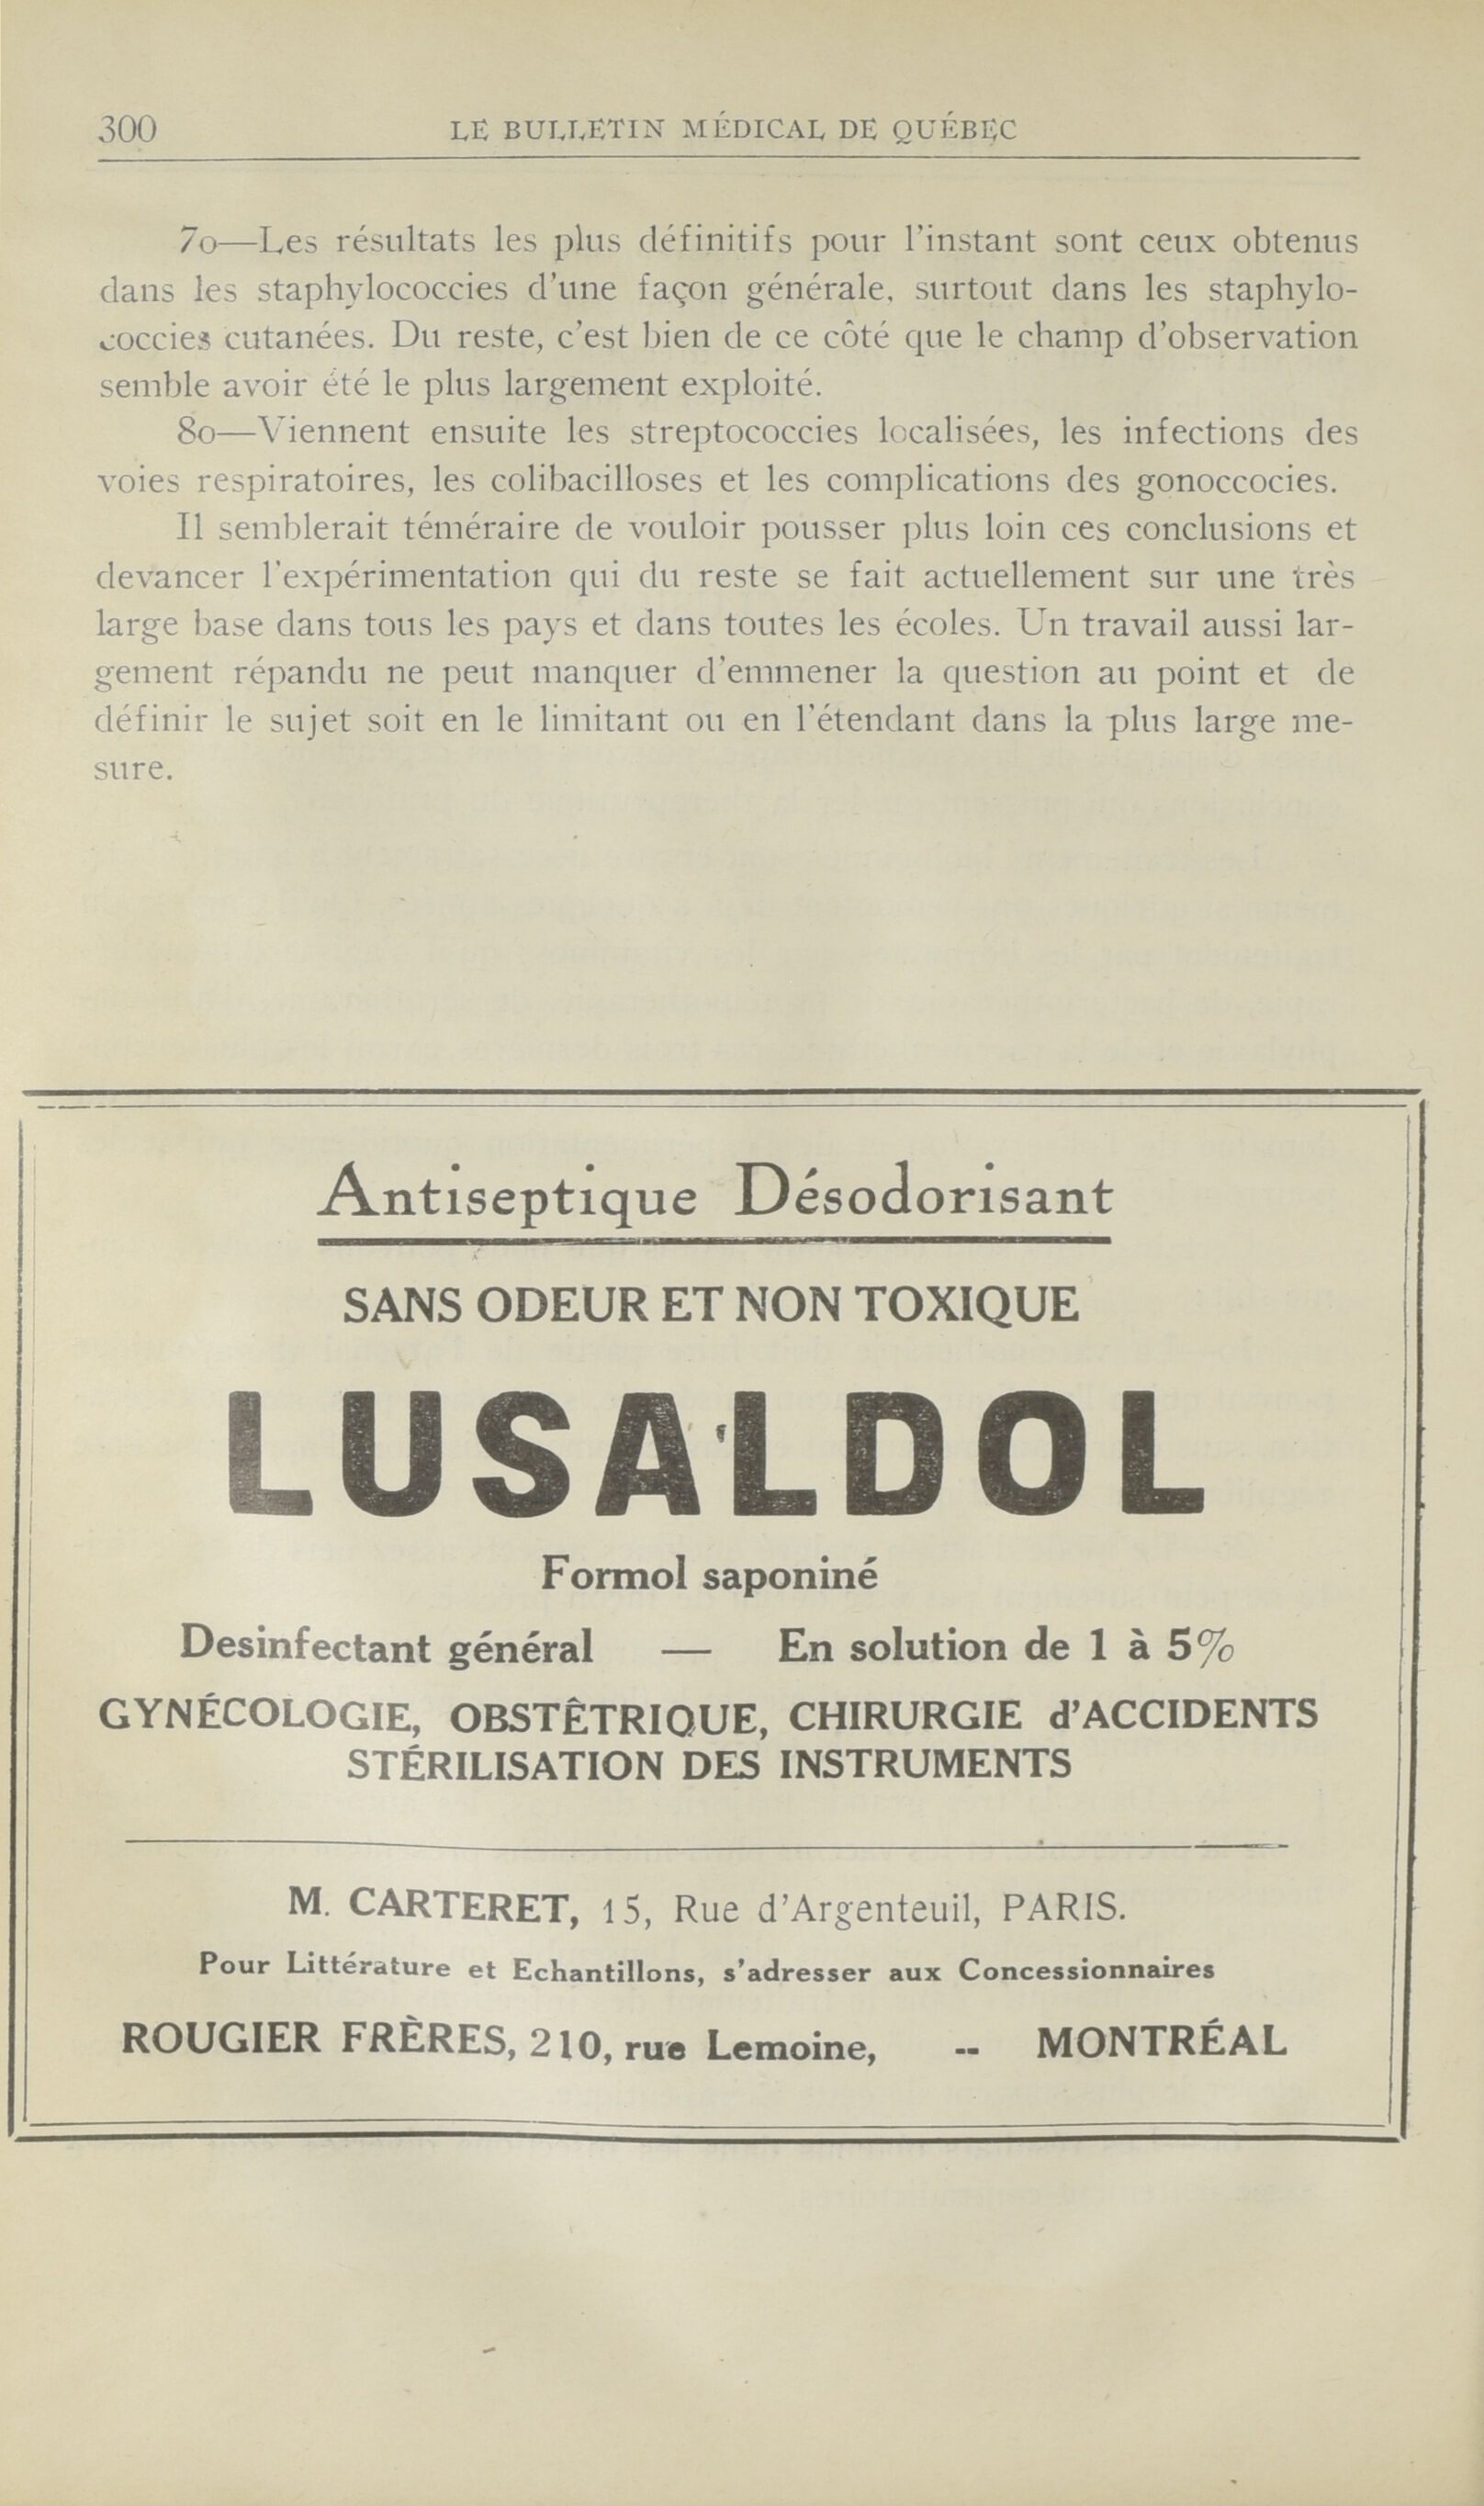 300 LE BULLETIN MÉDICAL DE QUÉBEC
7o—Les résultats les plus définitifs pour l'instant sont ceux obtenus
dans les staphylococcies d'une façon générale, surtout dans les staphylo-
coccies cutanées. Du reste, c'est bien de ce côté que le champ d'observation
semble avoir été le plus largement exploité.
8o—Viennent ensuite les streptococcies localisées, les infections des
voies respiratoires, les colibacilloses et les complications des gonoccocies.
Il semblerait téméraire de vouloir pousser plus loin ces conclusions et
devancer l'expérimentation qui du reste se fait actuellement sur une très
large base dans tous les pays et dans toutes les écoles. Un travail aussi lar-
gement répandu ne peut manquer d'emmener la question au point et de
définir le sujet soit en le limitant ou en l'étendant dans la plus large me-
sure.
Antiseptique Désodorisant
SANS ODEUR ET NON TOXIQUE
LUSALDOL
Formol saponiné
Desinfectant général — En solution de 1 à 5%
GYNÉCOLOGIE, OBSTÊTRIQUE, CHIRURGIE d'ACCIDENTS
STÉRILISATION DES INSTRUMENTS
M. CARTERET, 15, Rue d'Argenteuil, PARIS.
Pour Littérature et Echantillons, s'adresser aux Concessionnaires
ROUGIER FRÈRES, 210, rue Lemoine, -- MONTRÉAL